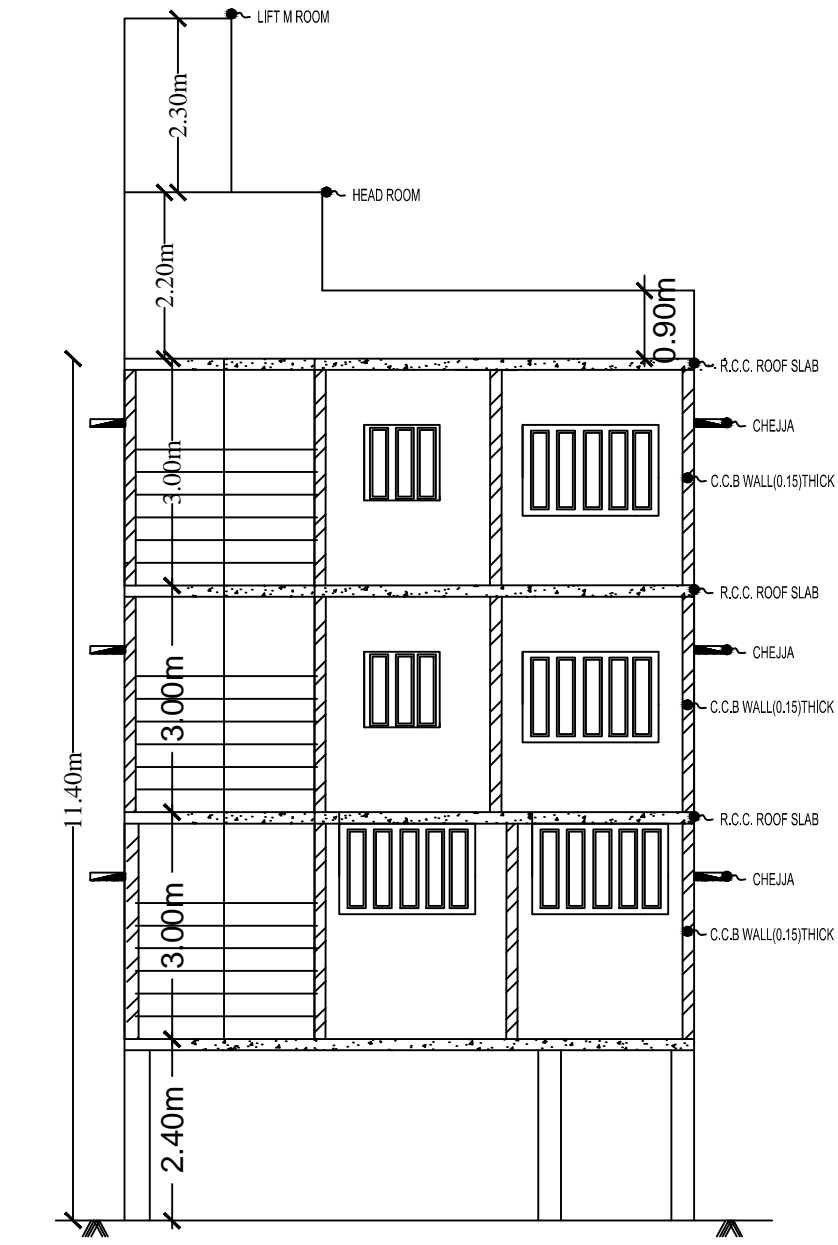 LIFT M ROOM
2.30m
HEAD ROOM
2.20m
0.90m
R.C.C. ROOF SLAB
CHEJJA
3.00m
C.C.B WALL(0.15)THICK
R.C.C. ROOF SLAB
CHEJJA
3.00m
C.C.B WALL(0.15)THICK
11.40m
R.C.C. ROOF SLAB
CHEJJA
3.00m
C.C.B WALL(0.15)THICK
2.40m